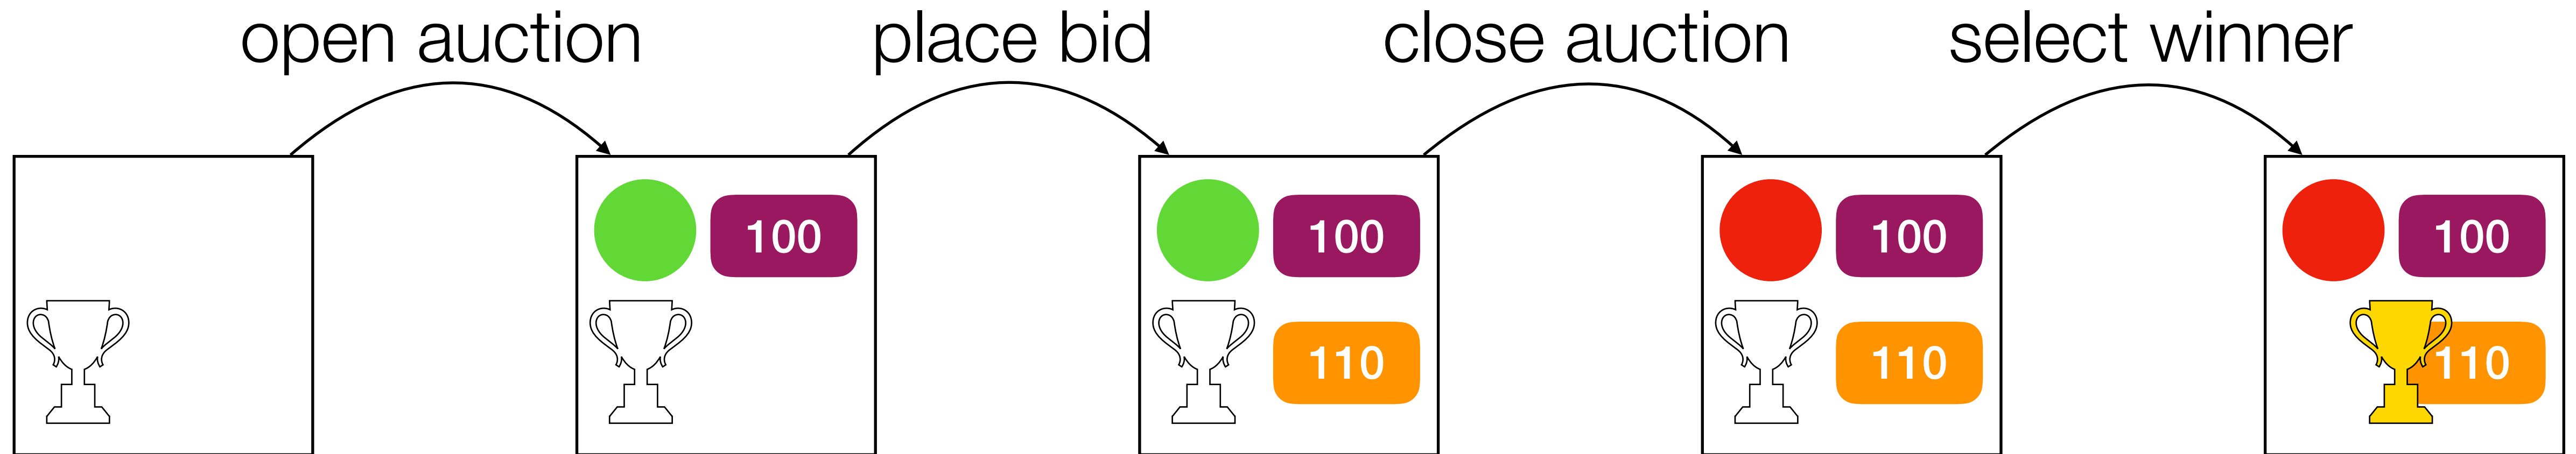 open auction
place bid
close auction
select winner
100
100
100
100
110
110
110